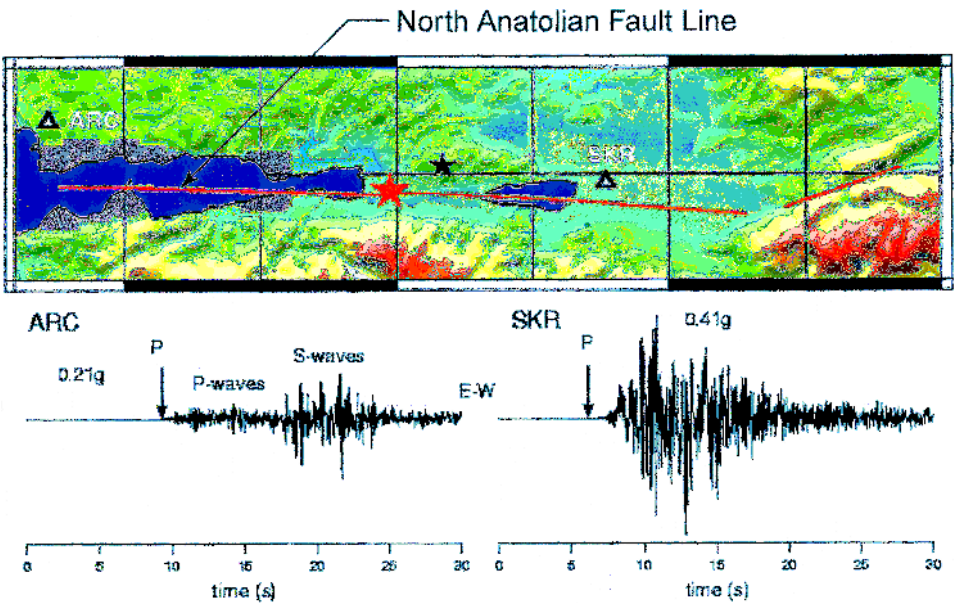 North Anatolian Fault Line
ARC
SKR
ARC
SKR
0.41g
P
P
S-waves
0.21g
P-waves
E-W
0 5 10 15 20 25 30
0 5 10 15 20 25 30
time (s)
time (s)